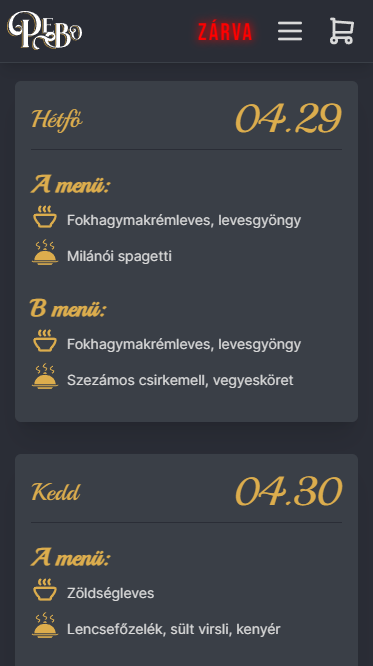 PeBo
ZÁRVA
Hétfő 04.29
A menü:
Fokhagymakrémleves, levesgyöngy
Milánói spagetti
B menü:
Fokhagymakrémleves, levesgyöngy
Szezámos csirkemell, vegyesköret
Kedd 04.30
A menü:
Zöldségleves
Lencsefőzelék, sült virsli, kenyér